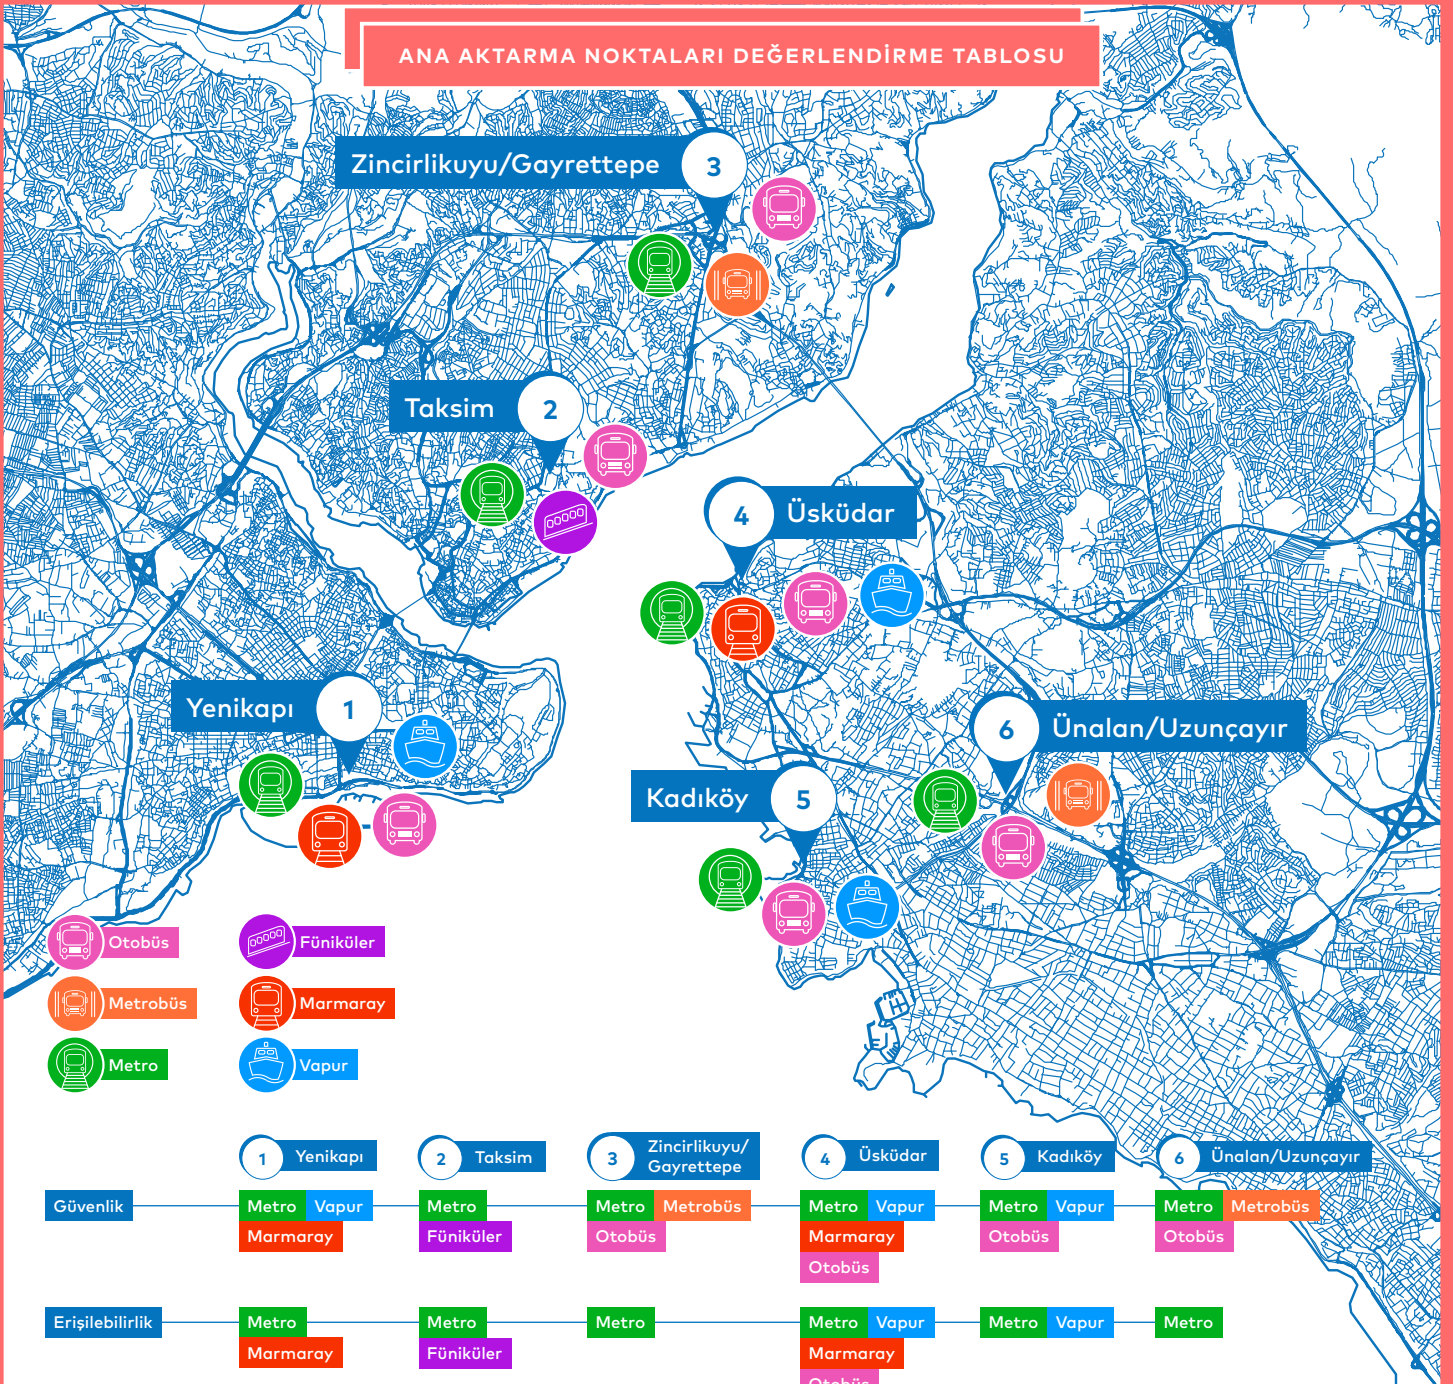 ANA AKTARMA NOKTALARI DEĞERLENDİRME TABLOSU
Zincirlikuyu/Gayrettepe 3
Taksim 2
4 Üsküdar
Yenikapı 1
6 Ünalan/Uzunçayır
Kadıköy 5
Otobüs Füniküler
Metrobüs Marmaray
Metro Vapur
1 Yenikapı 2 Taksim 3 Zincirlikuyu/ 4 Üsküdar 5 Kadıköy 6 Ünalan/Uzunçayır
Gayrettepe
Güvenlik Metro Vapur Metro Metro Metrobüs Metro Vapur Metro Vapur Metro Metrobüs
Marmaray Füniküler Otobüs Marmaray Otobüs Otobüs
Otobüs
Erişilebilirlik Metro Metro Metro Metro Vapur Metro Vapur Metro
Marmaray Füniküler Marmaray
Otobüs